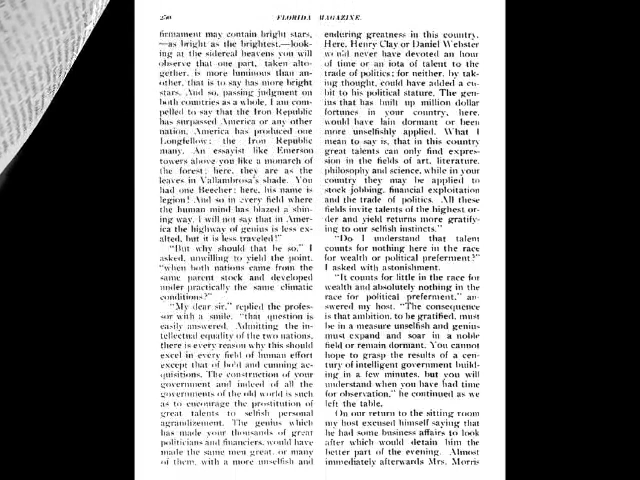 250
FLORIDA MAGAZINE.
firmament may contain bright stars,
—as bright as the brightest,—look-
ing at the sidereal heavens you will
observe that one part, taken alto-
gether, is more luminous than an-
other, that is to say has more bright
stars. And so, passing judgment on
both countries as a whole, I am com-
pelled to say that the Iron Republic
has surpassed America or any other
nation. America has produced one
Longfellow; the Iron Republic
many. An essayist like Emerson
towers above you like a monarch of
the forest; here, they are as the
leaves in Vallambrosa's shade. You
had one Beecher; here, his name is
legion! And so in every field where
the human mind has blazed a shin-
ing way. I will not say that in Amer-
ica the highway of genius is less ex-
alted, but it is less traveled!"
"But why should that be so," I
asked, unwilling to yield the point,
"when both nations came from the
same parent stock and developed
under practically the same climatic
conditions?"
"My dear sir," replied the profes-
sor with a smile, "that question is
easily answered. Admitting the in-
tellectual equality of the two nations,
there is every reason why this should
excel in every field of human effort
except that of bold and cunning ac-
quisitions. The construction of your
government and indeed of all the
governments of the old world is such
as to encourage the prostitution of
great talents to selfish personal
agrandizement. The genius which
has made your thousands of great
politicians and financiers, would have
made the same men great, or many
of them, with a more unselfish and
enduring greatness in this country.
Here, Henry Clay or Daniel Webster
would never have devoted an hour
of time or an iota of talent to the
trade of politics; for neither, by tak-
ing thought, could have added a cu-
bit to his political stature. The gen-
ius that has built up million dollar
fortunes in your country, here,
would have lain dormant or been
more unselfishly applied. What I
mean to say is, that in this country
great talents can only find expres-
sion in the fields of art, literature,
philosophy and science, while in your
country they may be applied to
stock jobbing, financial exploitation
and the trade of politics. All these
fields invite talents of the highest or-
der and yield returns more gratify-
ing to our selfish instincts."
"Do I understand that talent
counts for nothing here in the race
for wealth or political preferment?"
I asked with astonishment.
"It counts for little in the race for
wealth and absolutely nothing in the
race for political preferment," an-
swered my host. "The consequence
is that ambition, to be gratified, must
be in a measure unselfish and genius
must expand and soar in a noble
field or remain dormant. You cannot
hope to grasp the results of a cen-
tury of intelligent government build-
ing in a few minutes, but you will
understand when you have had time
for observation," he continued as we
left the table.
On our return to the sitting room
my host excused himself saying that
he had some business affairs to look
after which would detain him the
better part of the evening. Almost
immediately afterwards Mrs. Morris